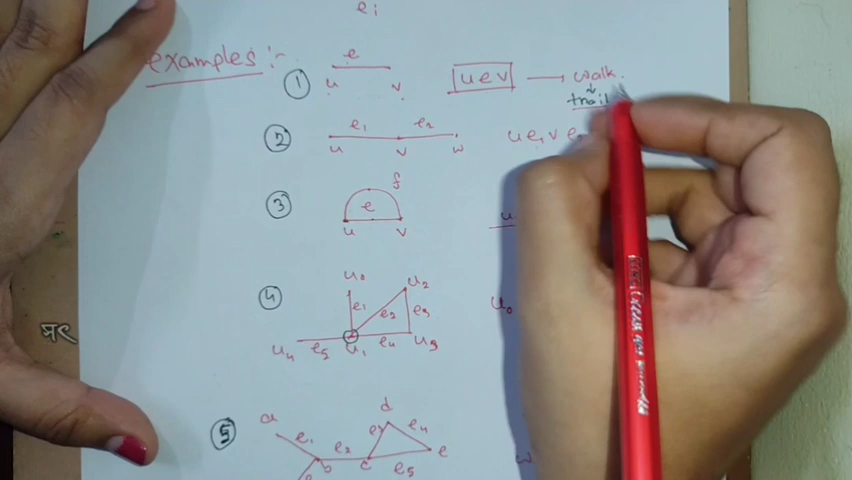 ei
examples :-
① e u v uev → walk.
trail
② e1 e2 u v w u e1 v e2
③ f e u v u
④ u0 e1 u2 e2 e3 u4 e5 u1 e4 u3 u0
সং
⑤ a e1 b e2 c e3 d e4 e e5 w